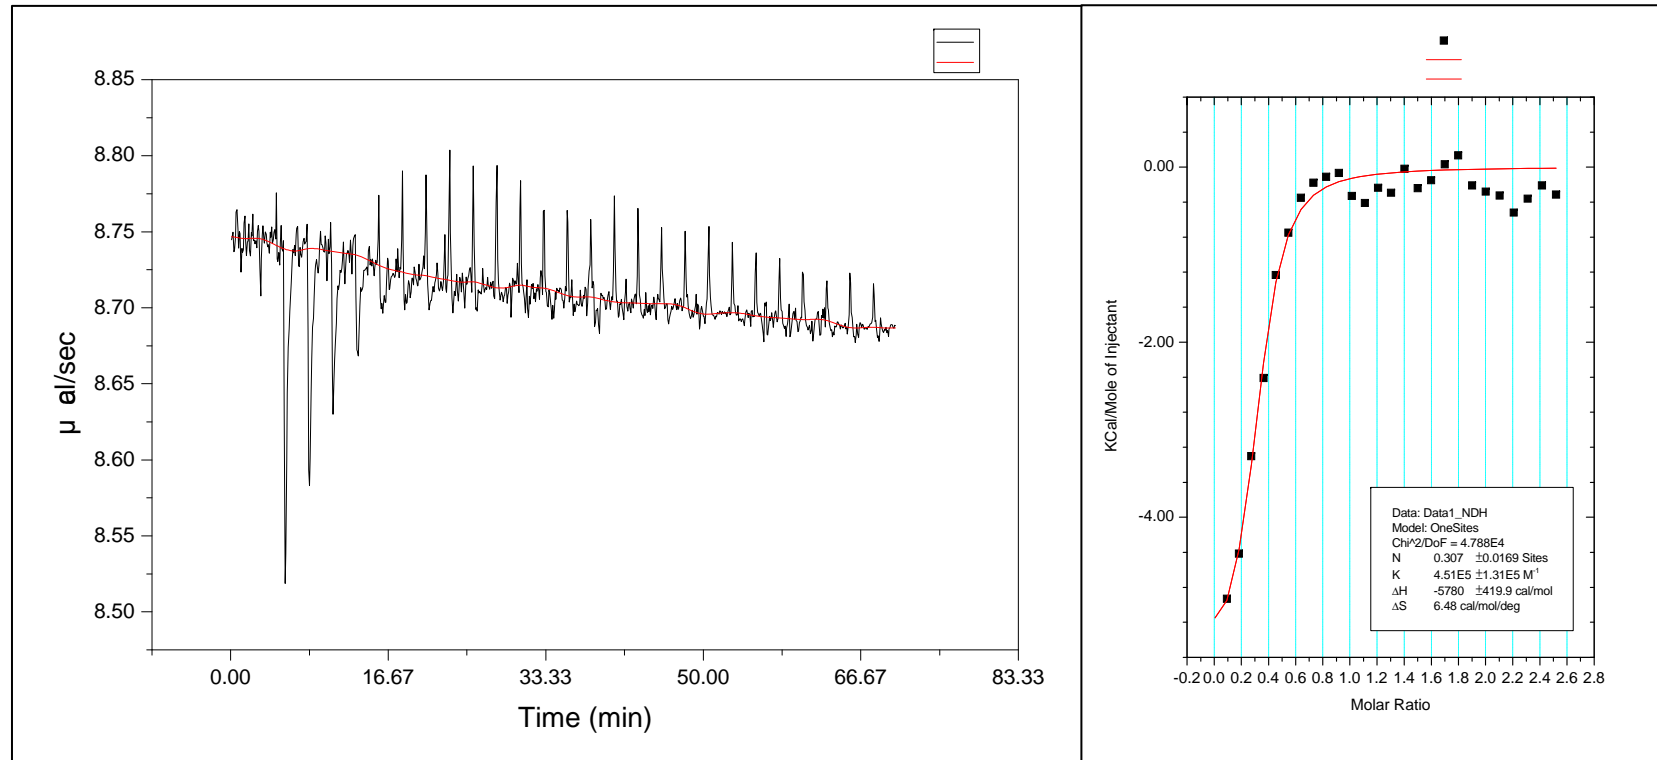 8.85
8.80
8.75
8.70
8.65
8.60
8.55
8.50
μ al/sec
0.00 16.67 33.33 50.00 66.67 83.33
Time (min)
0.00
-2.00
-4.00
KCal/Mole of Injectant
Data: Data1_NDH
Model: OneSites
Chi^2/DoF = 4.788E4
N 0.307 ±0.0169 Sites
K 4.51E5 ±1.31E5 M⁻¹
ΔH -5780 ±419.9 cal/mol
ΔS 6.48 cal/mol/deg
-0.2 0.0 0.2 0.4 0.6 0.8 1.0 1.2 1.4 1.6 1.8 2.0 2.2 2.4 2.6 2.8
Molar Ratio